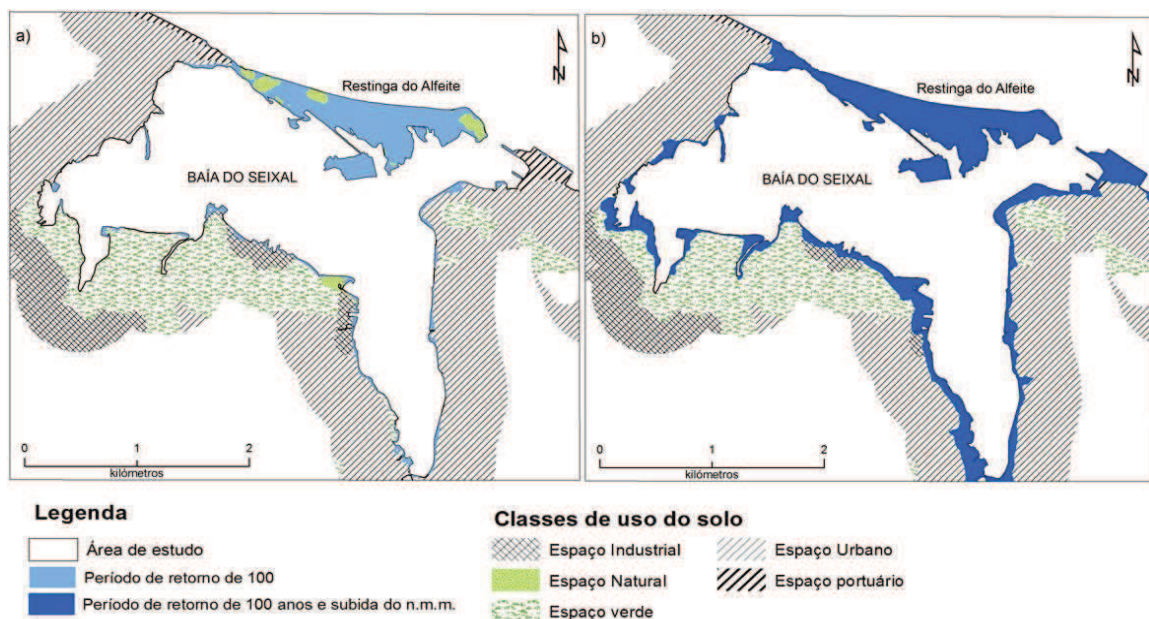 a)
N
Restinga do Alfeite
BAÍA DO SEIXAL
0 1 2
kilómetros
b)
N
Restinga do Alfeite
BAÍA DO SEIXAL
0 1 2
kilómetros
Legenda
Área de estudo
Período de retorno de 100
Período de retorno de 100 anos e subida do n.m.m.
Classes de uso do solo
Espaço Industrial
Espaço Natural
Espaço verde
Espaço Urbano
Espaço portuário